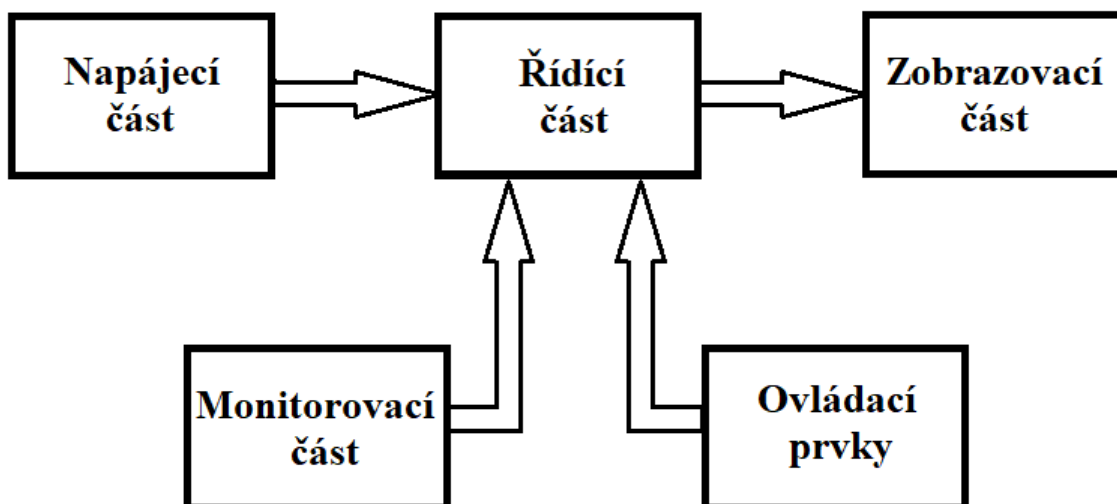 Napájecí
část
Řídící
část
Zobrazovací
část
Monitorovací
část
Ovládací
prvky